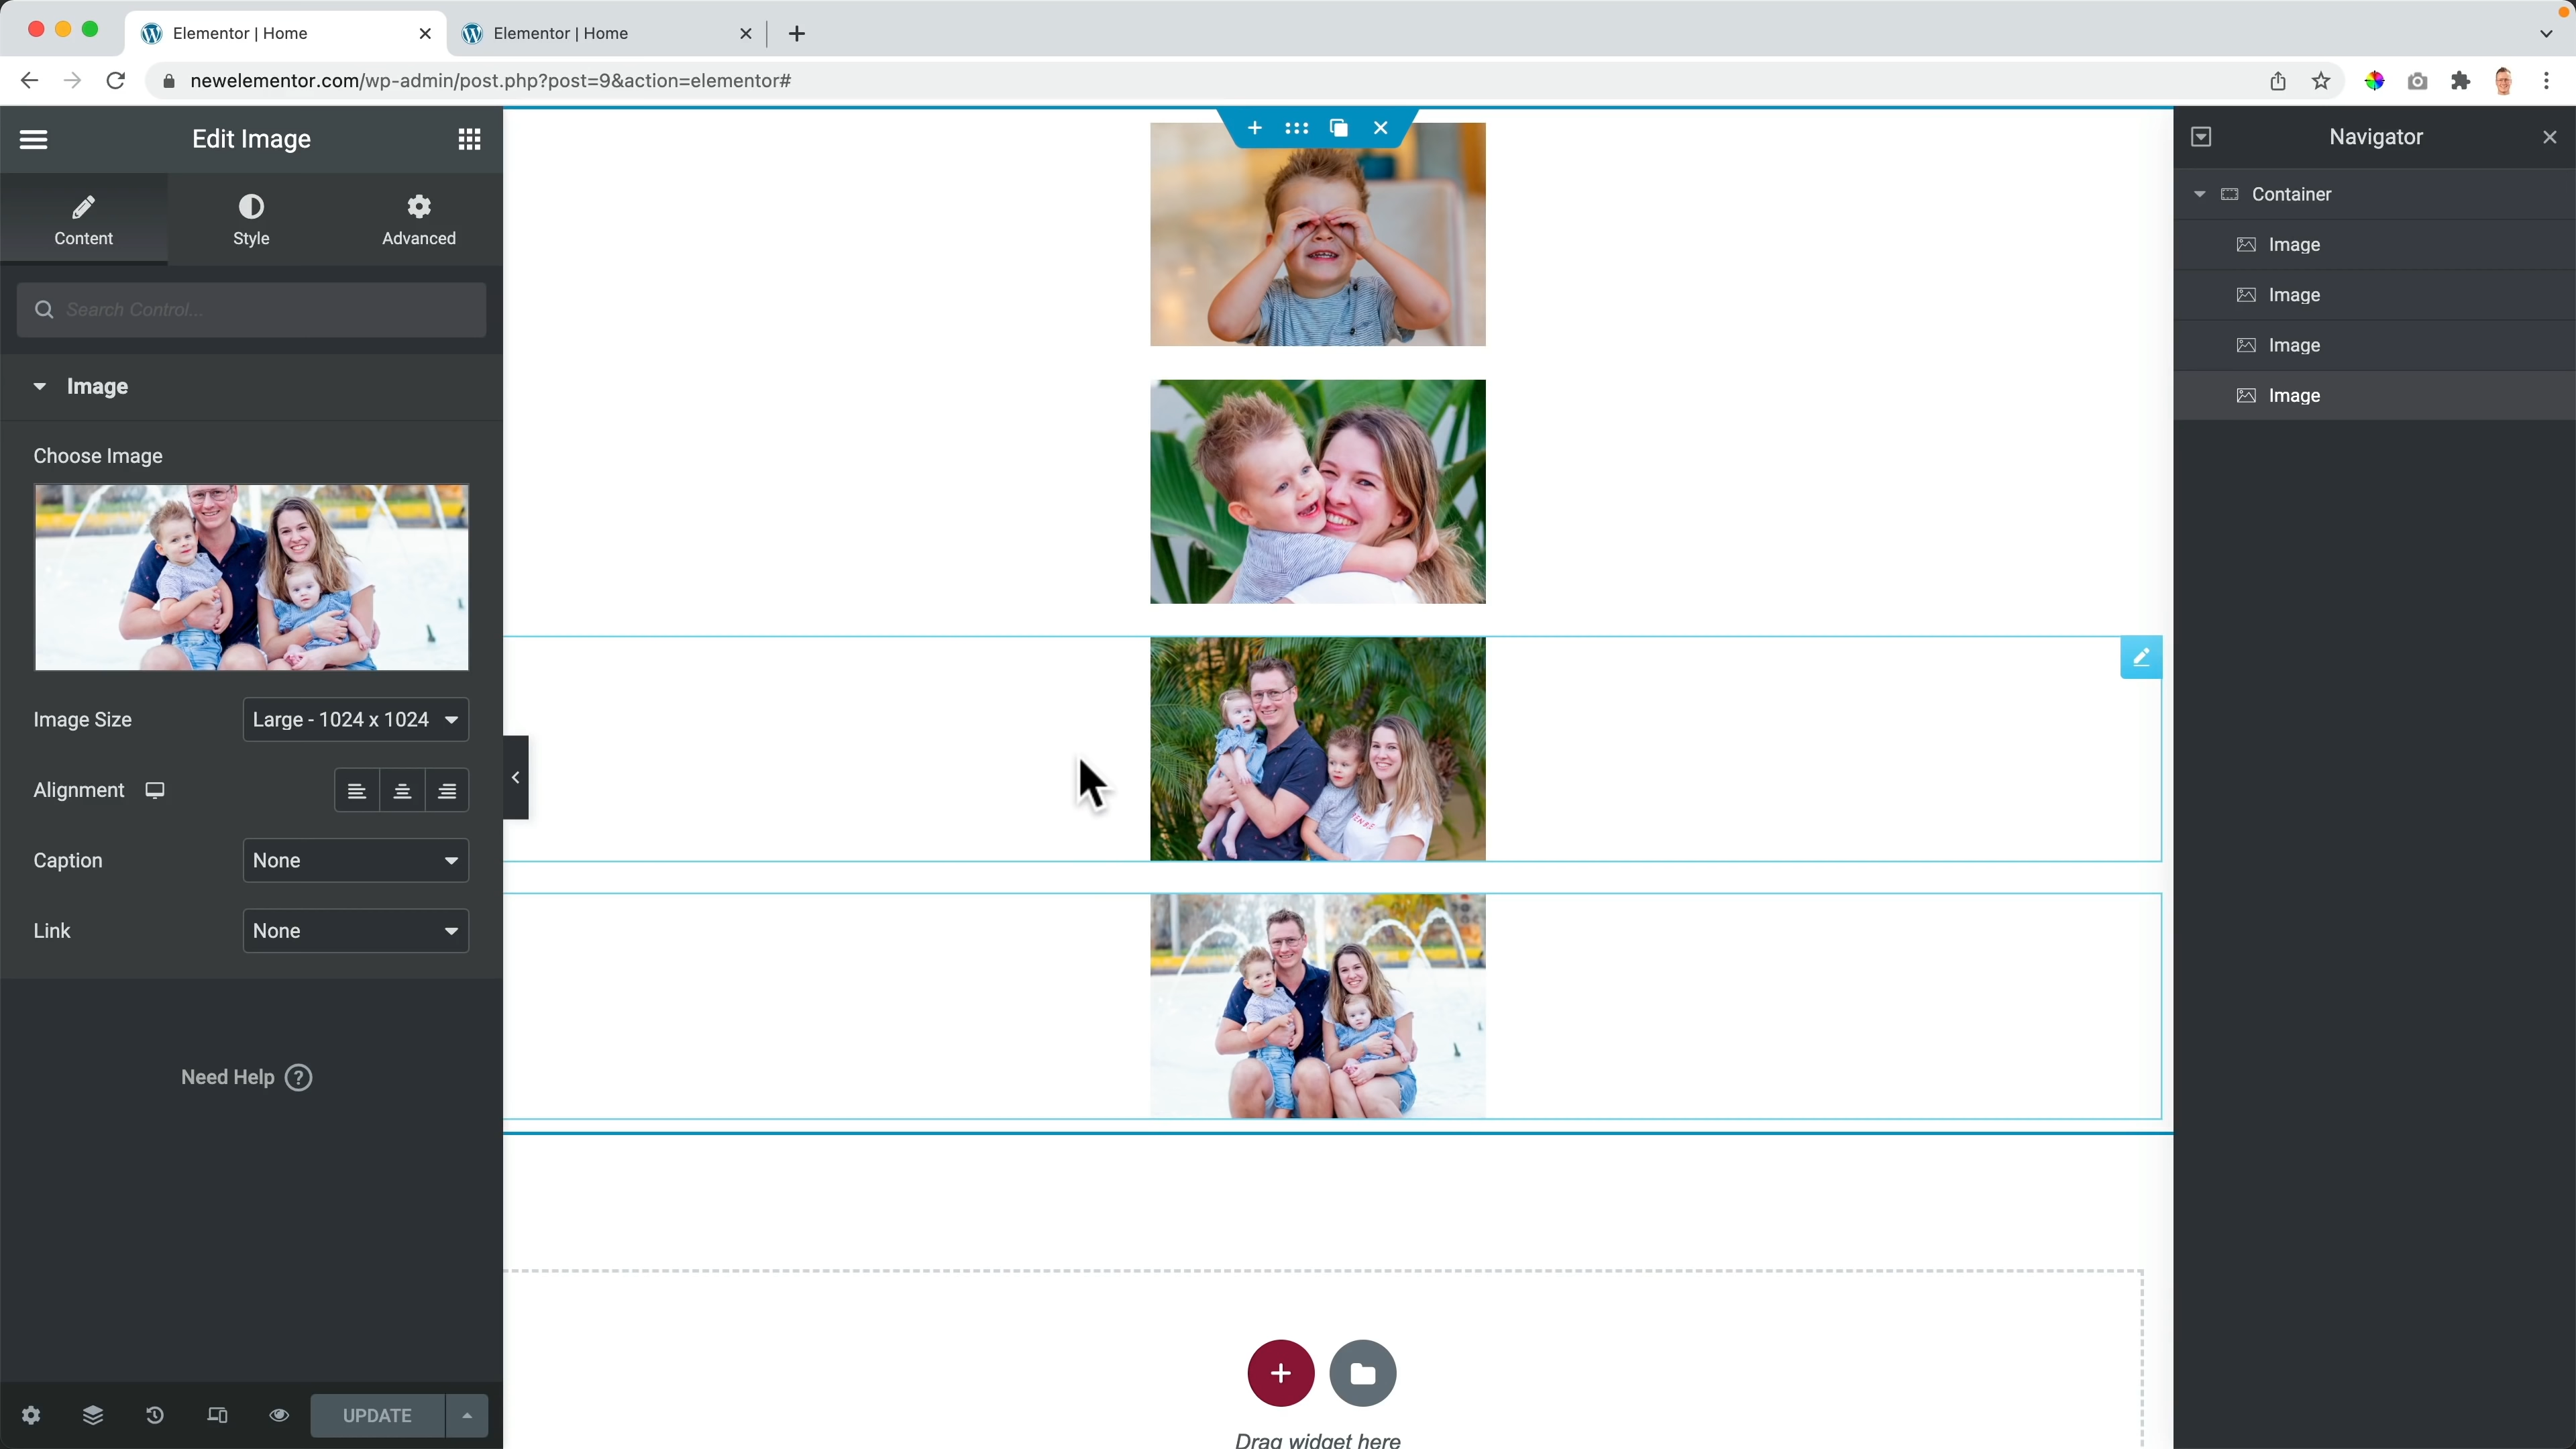 Elementor | Home
Elementor | Home
newelementor.com/wp-admin/post.php?post=9&action=elementor#
Edit Image
Content
Style
Advanced
Search Control...
Image
Choose Image
Image Size
Large - 1024 x 1024
Alignment
Caption
None
Link
None
Need Help
UPDATE
Drag widget here
Navigator
Container
Image
Image
Image
Image